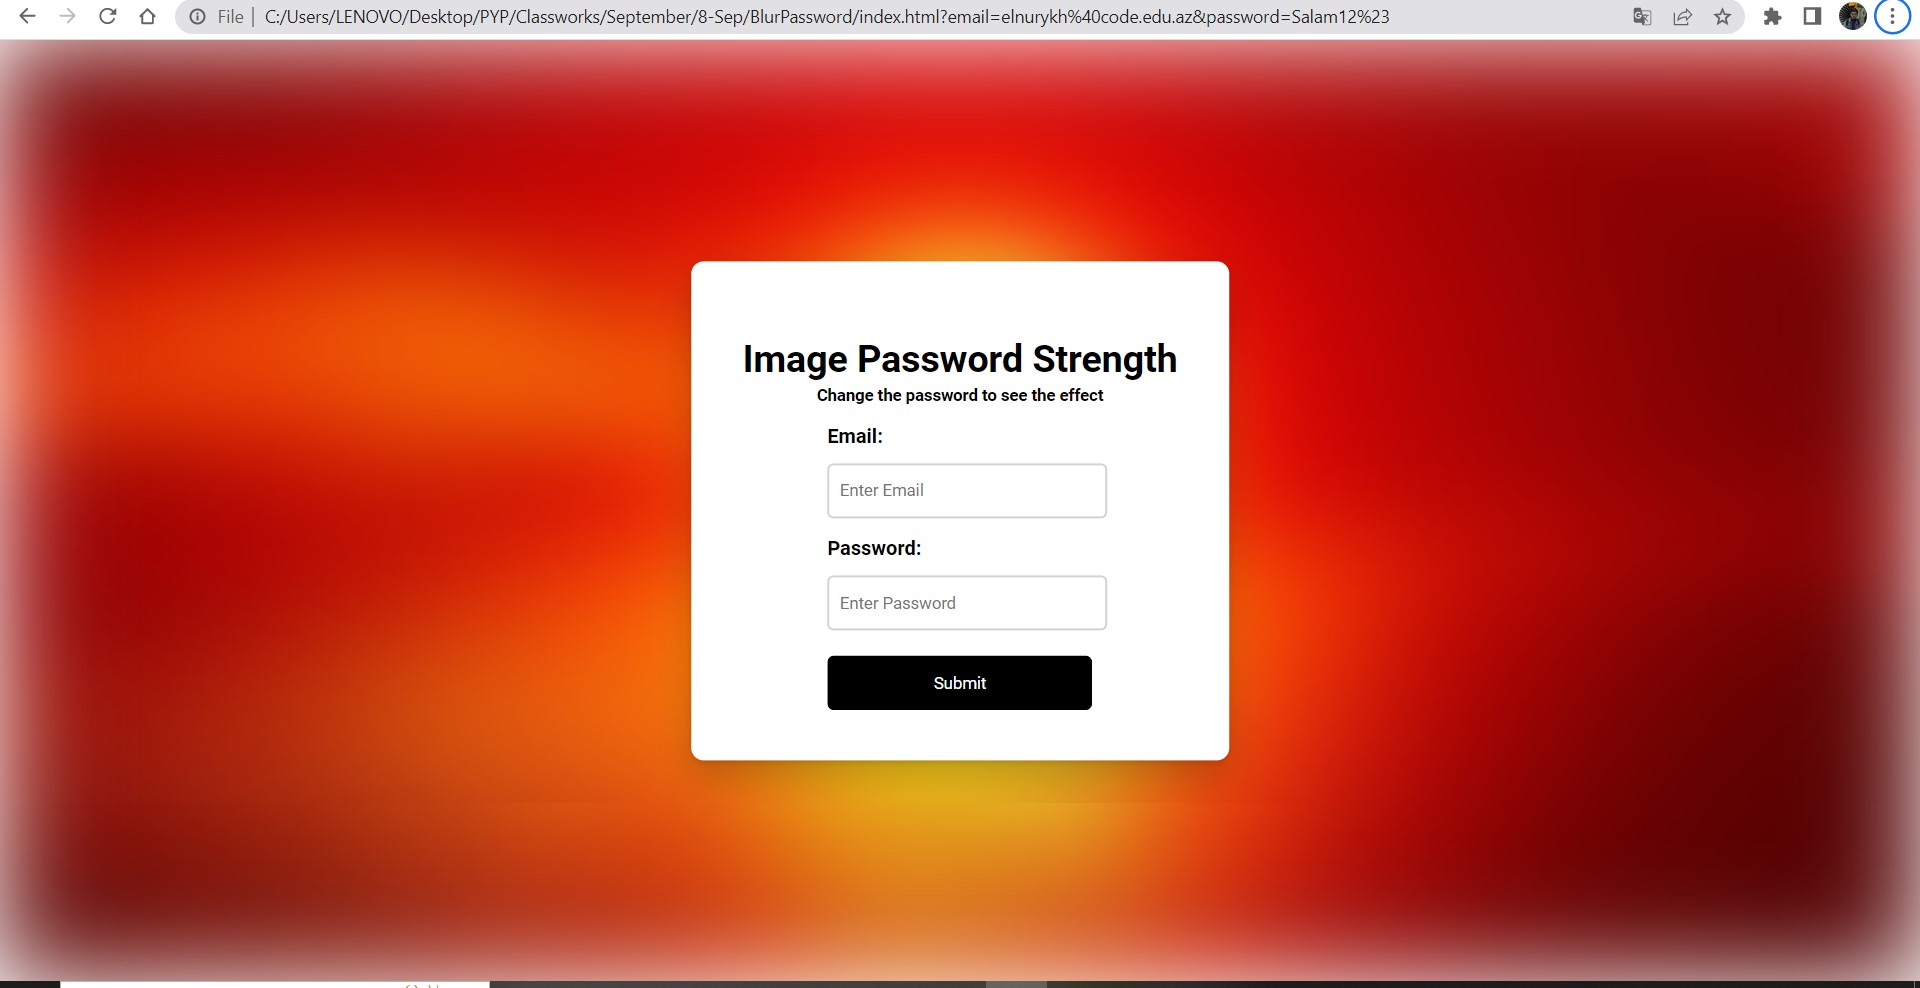 File
C:/Users/LENOVO/Desktop/PYP/Classworks/September/8-Sep/BlurPassword/index.html?email=elnurykh%40code.edu.az&password=Salam12%23
Image Password Strength
Change the password to see the effect
Email:
Enter Email
Password:
Enter Password
Submit